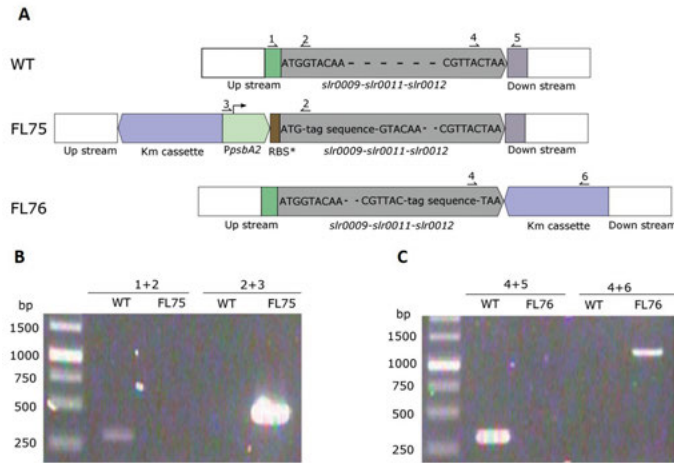 A
WT
1 2 4 5
ATGGTACAA - - - - - - CGTTACTAA
Up stream slr0009-slr0011-slr0012 Down stream
FL75
3 2
ATG-tag sequence-GTACAA- -CGTTACTAA
Up stream Km cassette PpsbA2 RBS* slr0009-slr0011-slr0012 Down stream
FL76
4 6
ATGGTACAA- -CGTTAC-tag sequence-TAA
Up stream slr0009-slr0011-slr0012 Km cassette Down stream
B
1+2 2+3
bp WT FL75 WT FL75
1500
1000
750
500
250
C
4+5 4+6
bp WT FL76 WT FL76
1500
1000
750
500
250